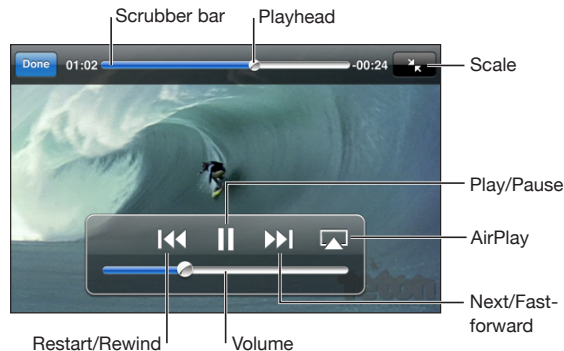 Scrubber bar
Playhead
Done
01:02
-00:24
Scale
Play/Pause
AirPlay
Next/Fast-
forward
Restart/Rewind
Volume